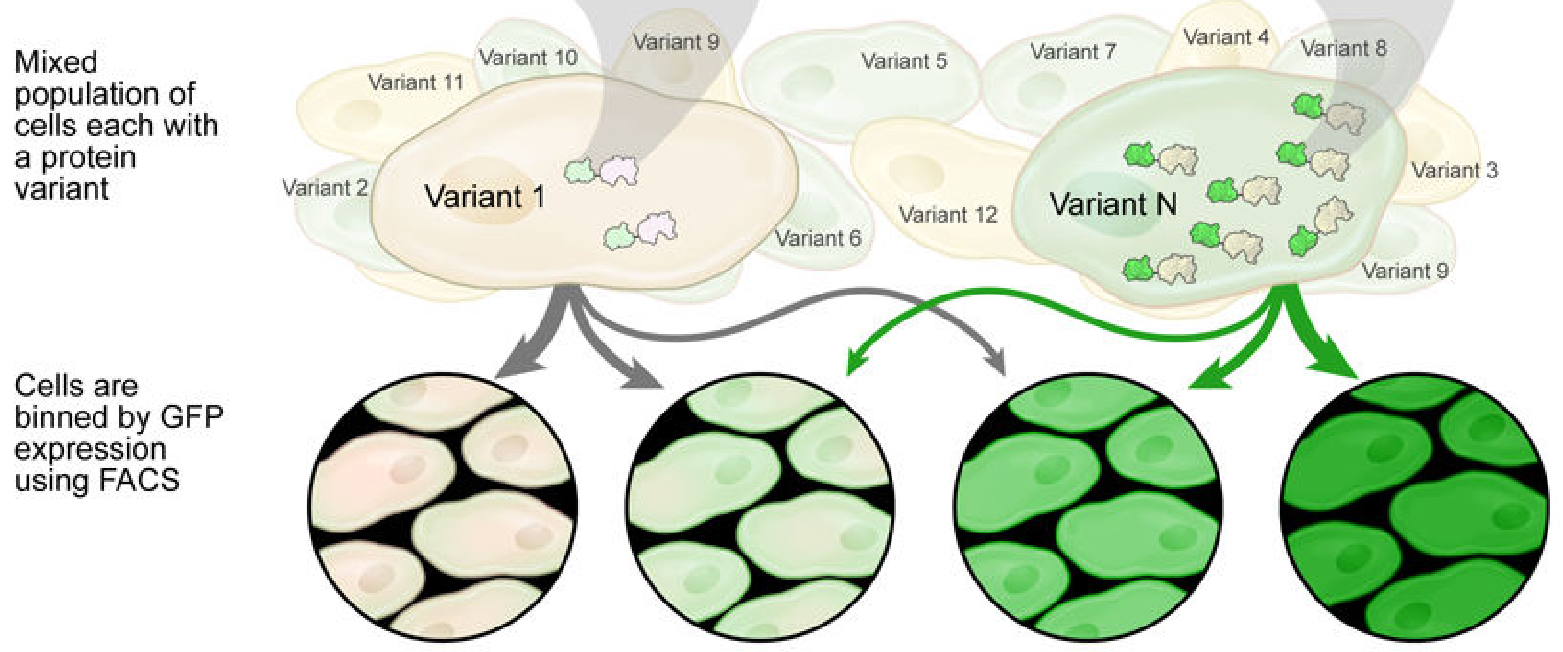 Mixed
population of
cells each with
a protein
variant
Variant 11
Variant 10
Variant 9
Variant 5
Variant 7
Variant 4
Variant 8
Variant 2
Variant 1
Variant 6
Variant 12
Variant N
Variant 3
Variant 9
Cells are
binned by GFP
expression
using FACS